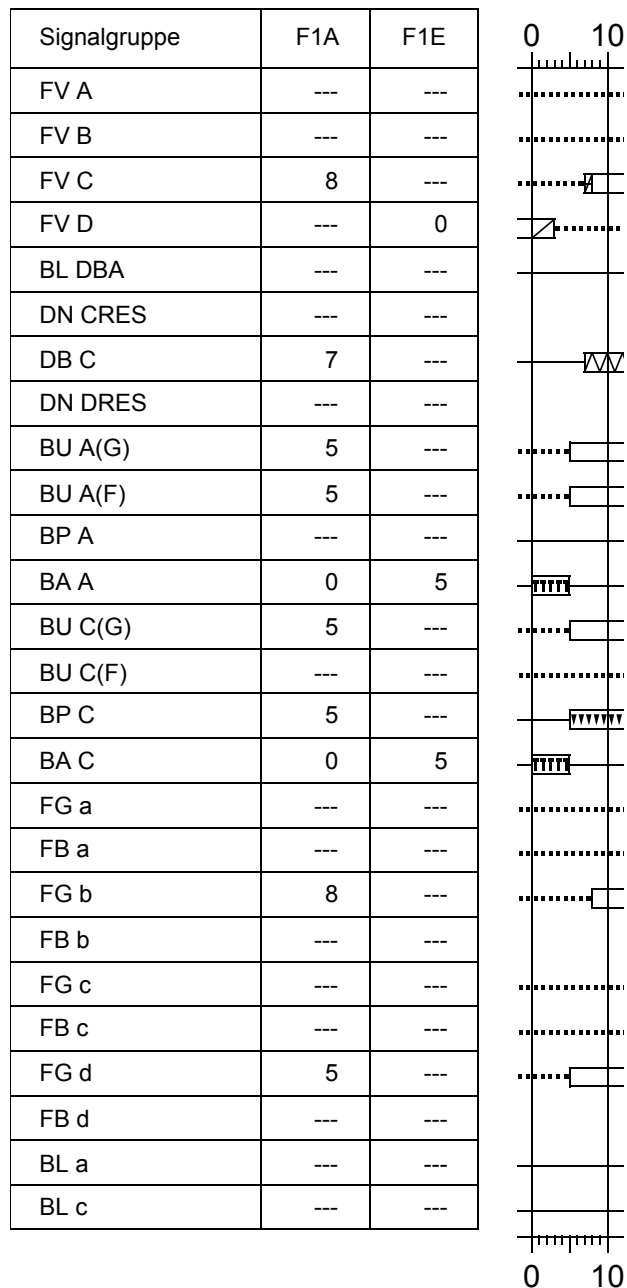 Signalgruppe F1A F1E 0 10
FV A --- ---
FV B --- ---
FV C 8 ---
FV D --- 0
BL DBA --- ---
DN CRES --- ---
DB C 7 ---
DN DRES --- ---
BU A(G) 5 ---
BU A(F) 5 ---
BP A --- ---
BA A 0 5
BU C(G) 5 ---
BU C(F) --- ---
BP C 5 ---
BA C 0 5
FG a --- ---
FB a --- ---
FG b 8 ---
FB b --- ---
FG c --- ---
FB c --- ---
FG d 5 ---
FB d --- ---
BL a --- ---
BL c --- ---
0 10